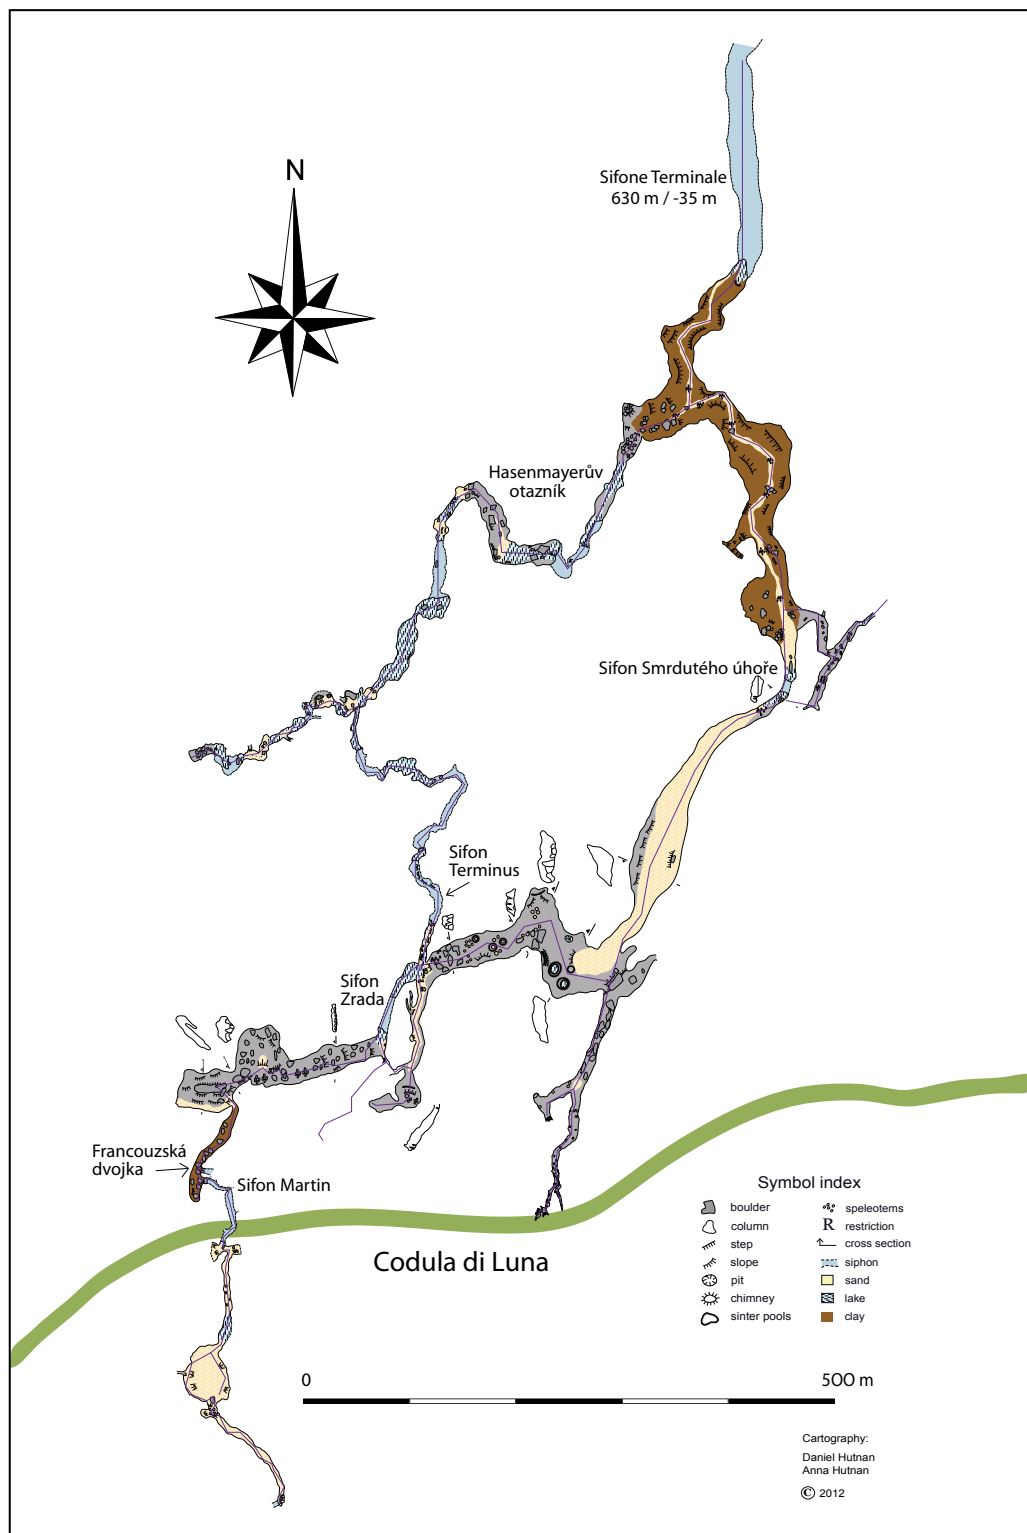 N
Sifone Terminale
630 m / -35 m
Hasenmayerův
otazník
Sifon Smrdutého úhoře
Sifon
Terminus
Sifon
Zrada
Francouzská
dvojka
Sifon Martin
Codula di Luna
Symbol index
boulder
column
step
slope
pit
chimney
sinter pools
speleotems
R restriction
cross section
siphon
sand
lake
clay
0 500 m
Cartography:
Daniel Hutnan
Anna Hutnan
© 2012